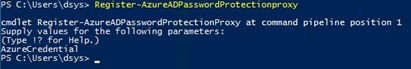 PS C:\Users\dsys> Register-AzureADPasswordProtectionproxy
cmdlet Register-AzureADPasswordProtectionProxy at command pipeline position 1
Supply values for the following parameters:
(Type !? for Help.)
AzureCredential
PS C:\Users\dsys>